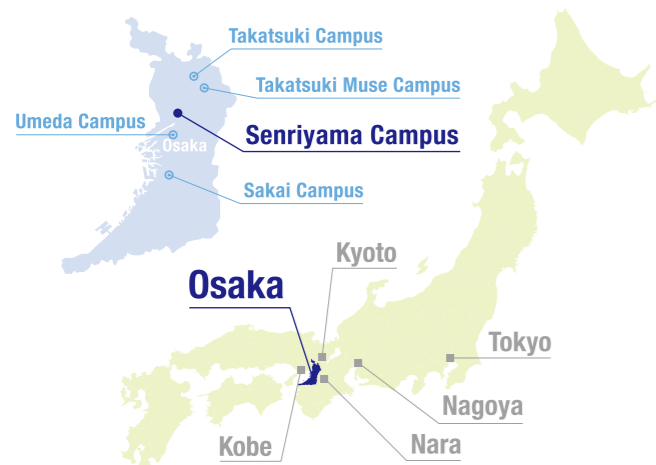 Takatsuki Campus
Takatsuki Muse Campus
Umeda Campus
Osaka
Senriyama Campus
Sakai Campus
Kyoto
Osaka
Tokyo
Nagoya
Nara
Kobe